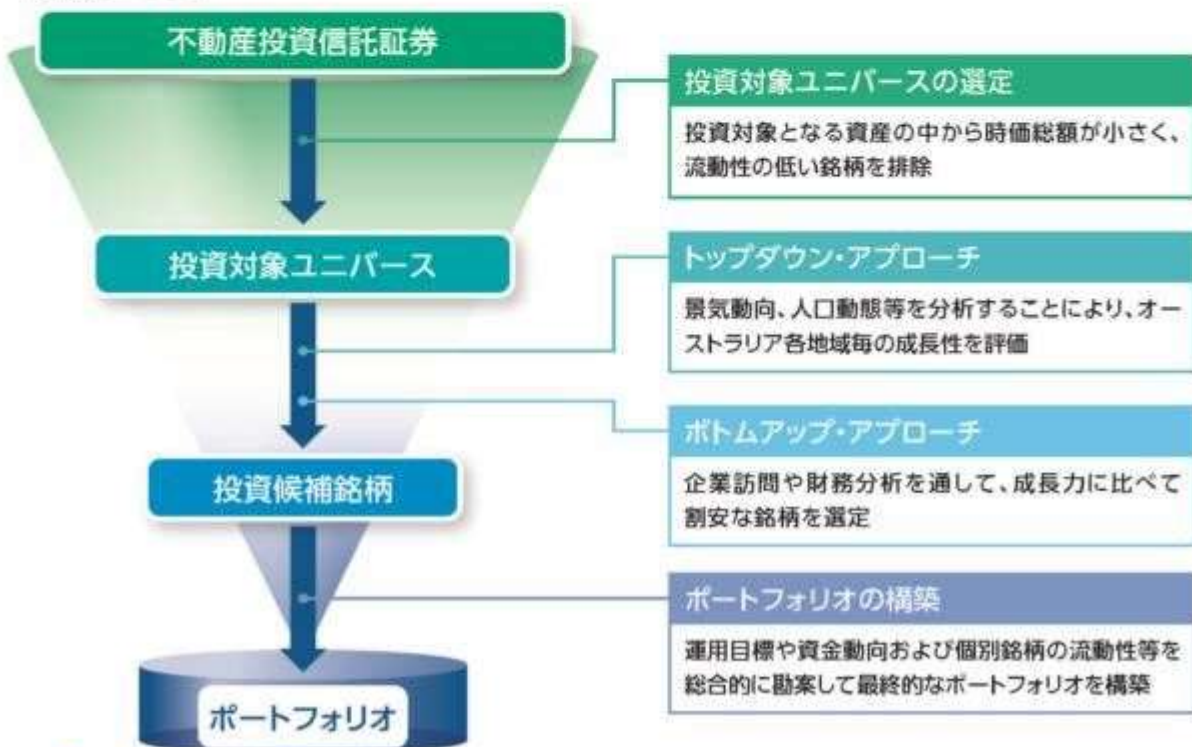 不動産投資信託証券
投資対象ユニバースの選定
投資対象となる資産の中から時価総額が小さく、
流動性の低い銘柄を排除
投資対象ユニバース
トップダウン・アプローチ
景気動向、人口動態等を分析することにより、オー
ストラリア各地域毎の成長性を評価
ボトムアップ・アプローチ
企業訪問や財務分析を通して、成長力に比べて
割安な銘柄を選定
投資候補銘柄
ポートフォリオの構築
運用目標や資金動向および個別銘柄の流動性等を
総合的に勘案して最終的なポートフォリオを構築
ポートフォリオ